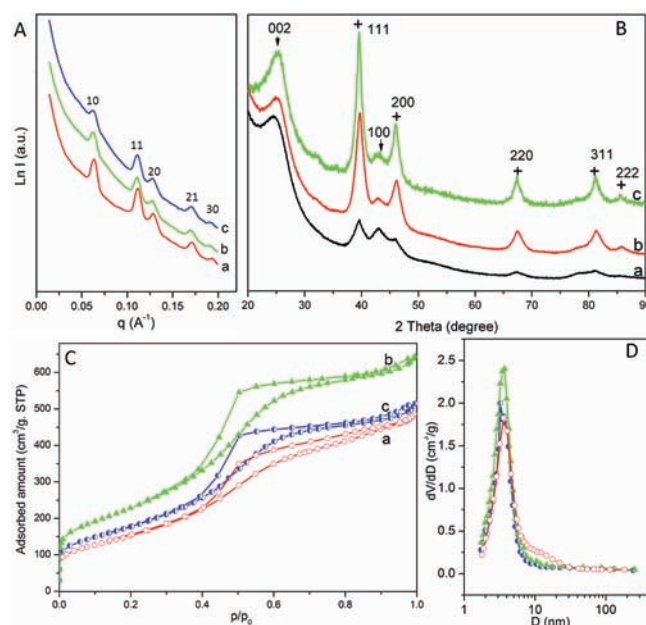 A
Ln I (a.u.)
10
11
20
21
30
c
b
a
0.00 0.05 0.10 0.15 0.20
q (A⁻¹)
B
002
+ 111
100
+ 200
220
+
311
+
222
+
c
b
a
20 30 40 50 60 70 80 90
2 Theta (degree)
C
Adsorbed amount (cm³/g. STP)
600
500
400
300
200
100
0
b
c
a
0.0 0.2 0.4 0.6 0.8 1.0
p/p₀
D
dV/dD (cm³/g)
2.5
2.0
1.5
1.0
0.5
0.0
1 10 100
D (nm)